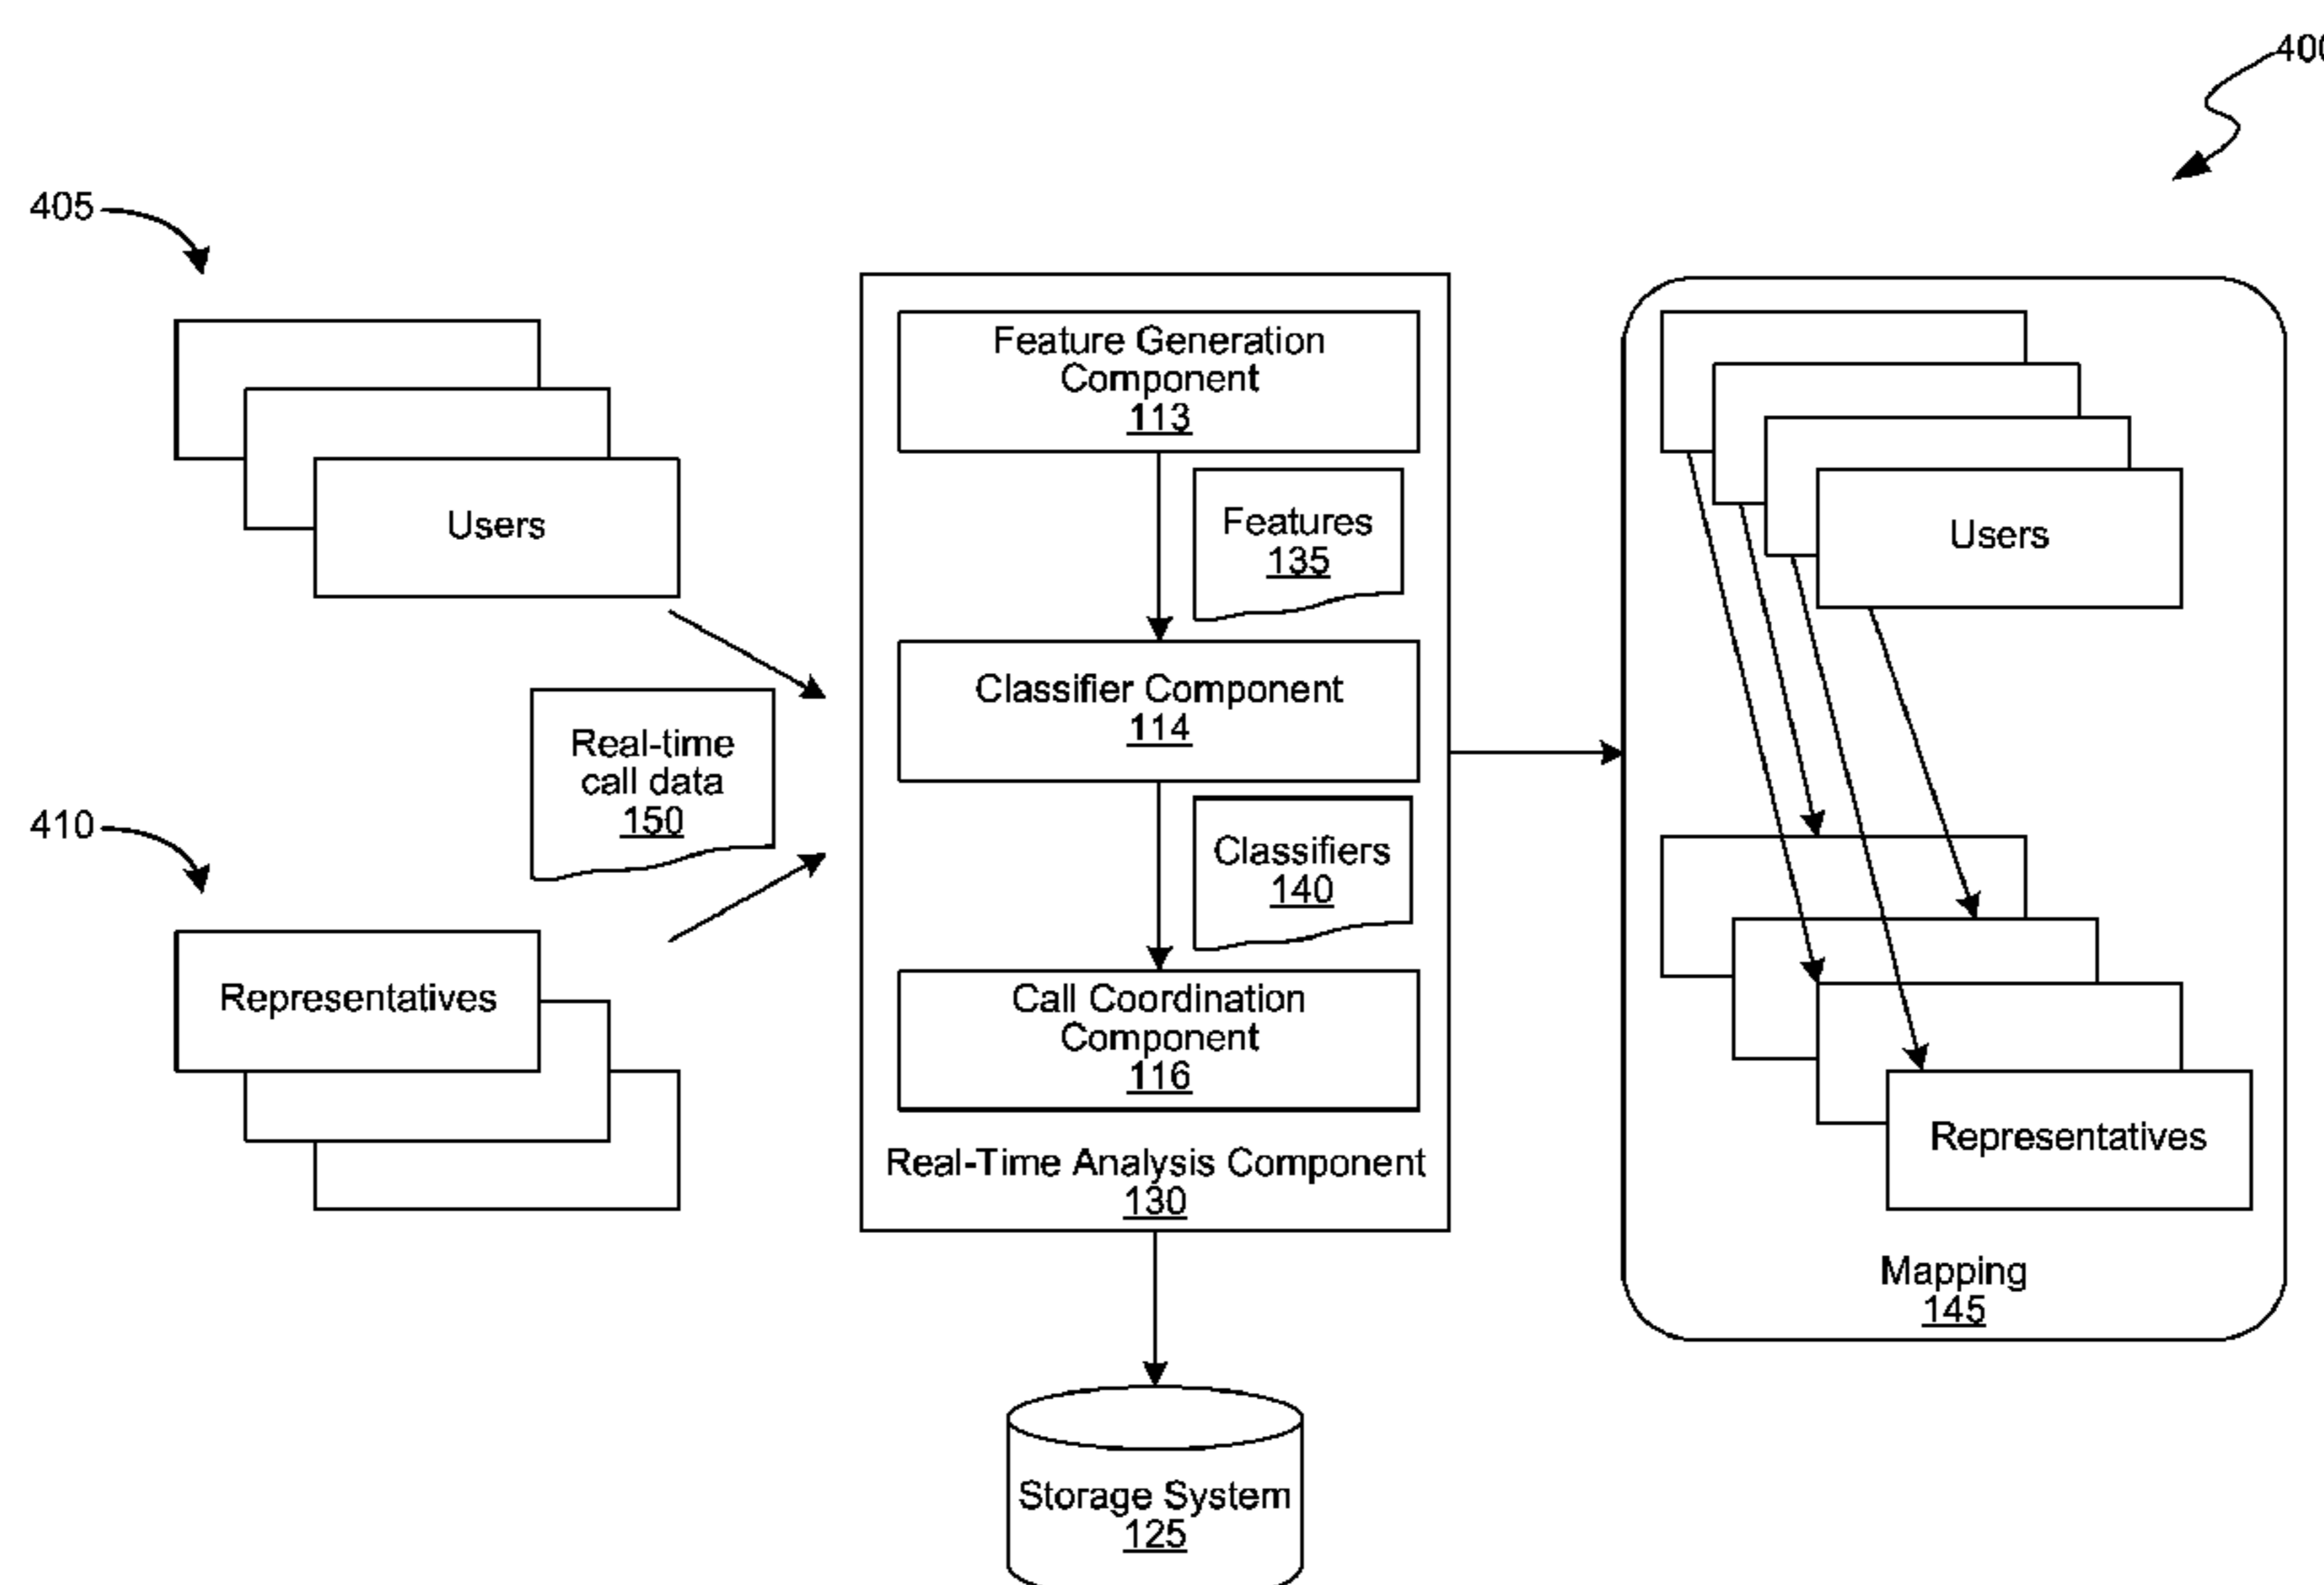 400
405
Users
Real-time
call data
150
410
Representatives
Feature Generation
Component
113
Features
135
Classifier Component
114
Classifiers
140
Call Coordination
Component
116
Real-Time Analysis Component
130
Storage System
125
Users
Representatives
Mapping
145